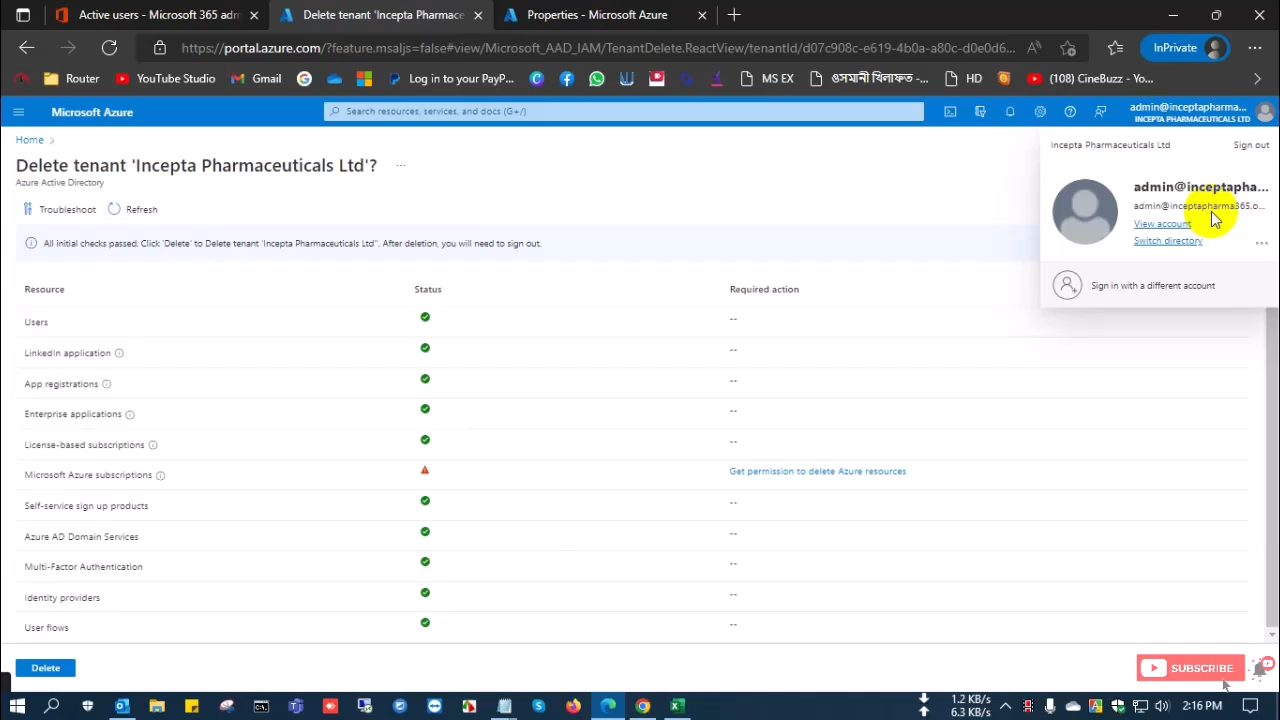 Active users - Microsoft 365 adm
Delete tenant 'Incepta Pharmace
Properties - Microsoft Azure
https://portal.azure.com/?feature.msaljs=false#view/Microsoft_AAD_IAM/TenantDelete.ReactView/tenantId/d07c908c-e619-4b0a-a80c-d0e0d6...
InPrivate
Router
YouTube Studio
Gmail
Log in to your PayP...
MS EX
HD
(108) CineBuzz - Yo...
Microsoft Azure
Search resources, services, and docs (G+/)
admin@inceptapharma...
INCEPTA PHARMACEUTICALS LTD
Home >
Delete tenant 'Incepta Pharmaceuticals Ltd'? ...
Azure Active Directory
Troubleshoot Refresh
All initial checks passed. Click 'Delete' to Delete tenant 'Incepta Pharmaceuticals Ltd''. After deletion, you will need to sign out.
Incepta Pharmaceuticals Ltd Sign out
admin@inceptapha...
admin@inceptapharma365.o...
View account
Switch directory
...
Sign in with a different account
Resource Status Required action
Users --
LinkedIn application --
App registrations --
Enterprise applications --
License-based subscriptions --
Microsoft Azure subscriptions Get permission to delete Azure resources
Self-service sign up products --
Azure AD Domain Services --
Multi-Factor Authentication --
Identity providers --
User flows --
Delete
SUBSCRIBE
1.2 KB/s
6.3 KB/s
2:16 PM